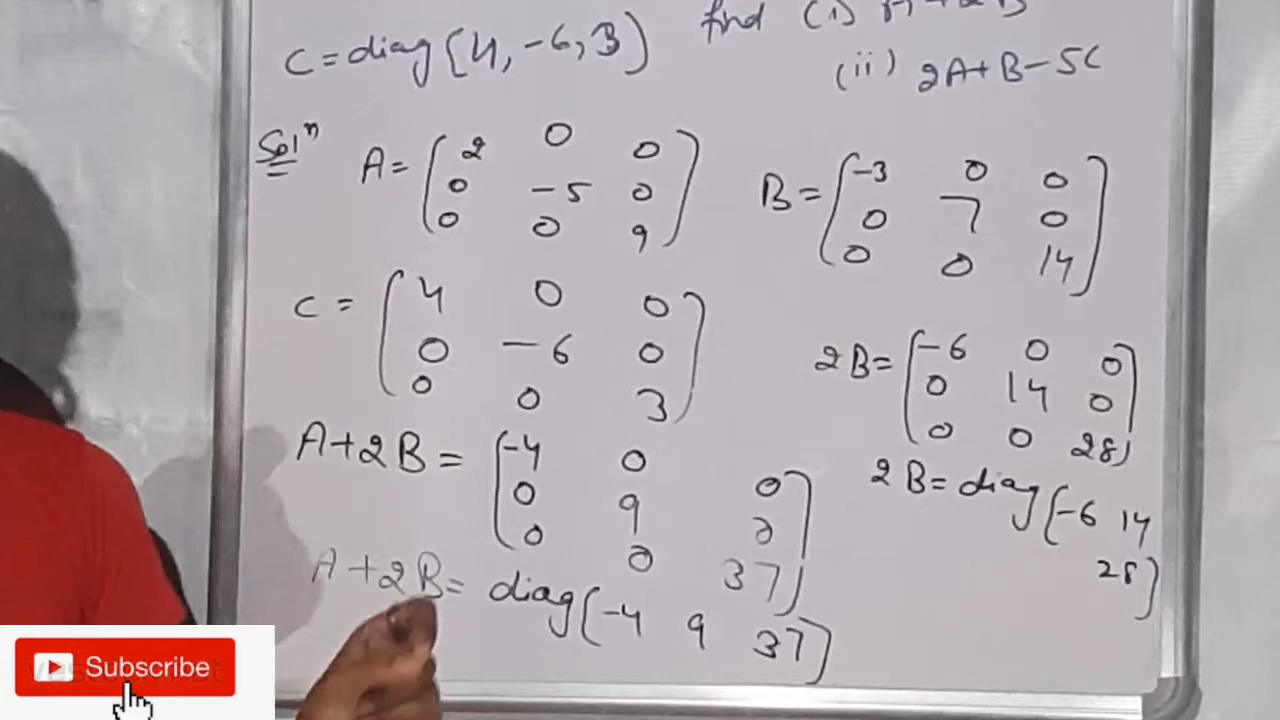 C = diag [4, -6, 3] find (i) A+2B
(ii) 2A+B-5C
Solⁿ
A = [2 0 0
0 -5 0
0 0 9]
B = [-3 0 0
0 7 0
0 0 14]
C = [4 0 0
0 -6 0
0 0 3]
2B = [-6 0 0
0 14 0
0 0 28]
A+2B = [-4 0 0
0 9 0
0 0 37]
2B = diag [-6 14
28]
A+2B = diag [-4 9 37]
Subscribe